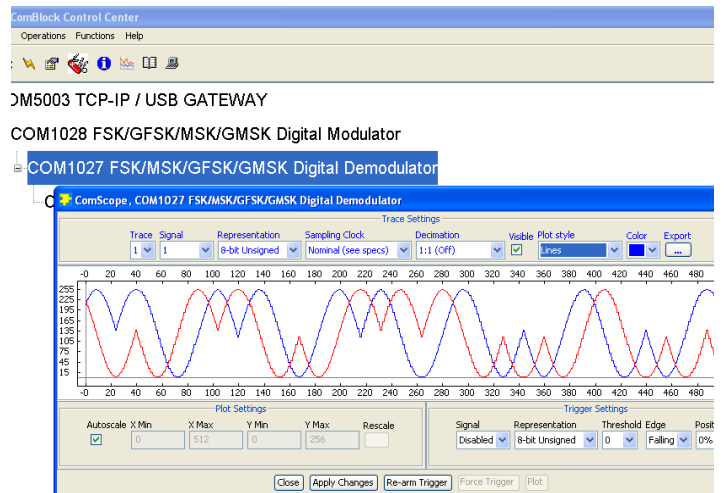 ComBlock Control Center
Operations Functions Help
OM5003 TCP-IP / USB GATEWAY
COM1028 FSK/GFSK/MSK/GMSK Digital Modulator
COM1027 FSK/MSK/GFSK/GMSK Digital Demodulator
C
ComScope, COM1027 FSK/MSK/GFSK/GMSK Digital Demodulator
Trace Settings
Trace Signal Representation Sampling Clock Decimation Visible Plot style Color Export
1 1 8-bit Unsigned Nominal (see specs) 1:1 (Off) Lines ...
-0 20 40 60 80 100 120 140 160 180 200 220 240 260 280 300 320 340 360 380 400 420 440 460 480
255
225
195
165
135
105
75
45
15
-0 20 40 60 80 100 120 140 160 180 200 220 240 260 280 300 320 340 360 380 400 420 440 460 480
Plot Settings Trigger Settings
Autoscale X Min X Max Y Min Y Max Rescale Signal Representation Threshold Edge Posi
0 512 0 256 Disabled 8-bit Unsigned 0 Falling 0%
Close Apply Changes Re-arm Trigger Force Trigger Plot